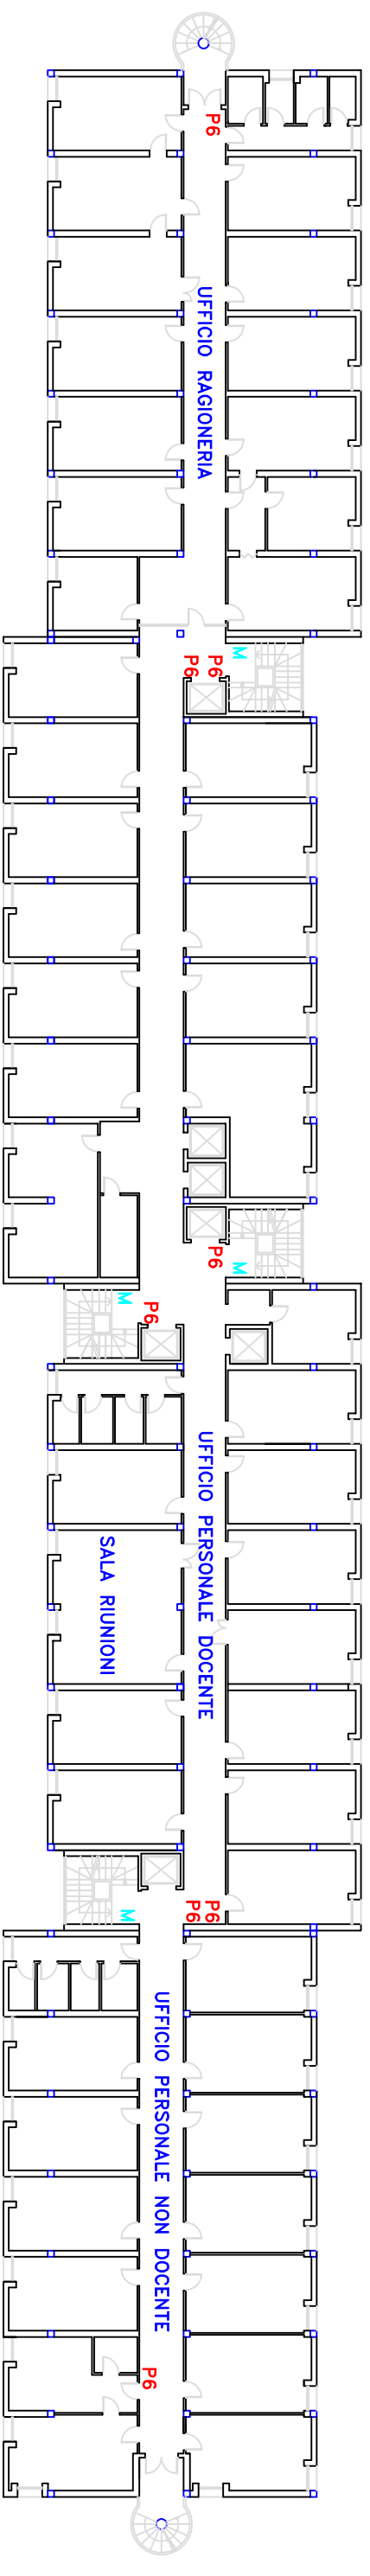 P6
UFFICIO RAGIONERIA
M
P6
P6
P6
M
M
P6
UFFICIO PERSONALE DOCENTE
SALA RIUNIONI
P6
P6
M
UFFICIO PERSONALE NON DOCENTE
P6